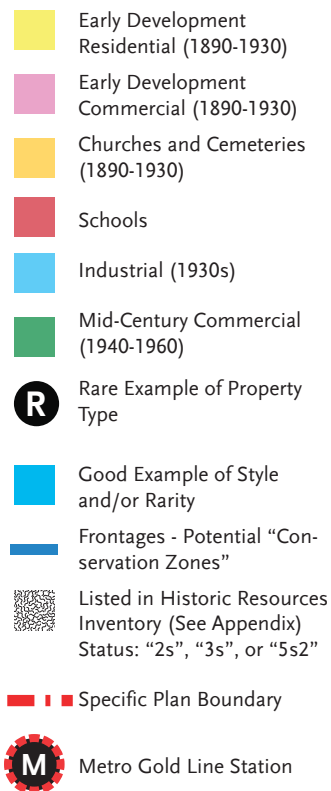 Early Development
Residential (1890-1930)
Early Development
Commercial (1890-1930)
Churches and Cemeteries
(1890-1930)
Schools
Industrial (1930s)
Mid-Century Commercial
(1940-1960)
R
Rare Example of Property
Type
Good Example of Style
and/or Rarity
Frontages - Potential “Con-
servation Zones”
Listed in Historic Resources
Inventory (See Appendix)
Status: “2s”, “3s”, or “5s2”
Specific Plan Boundary
M
Metro Gold Line Station